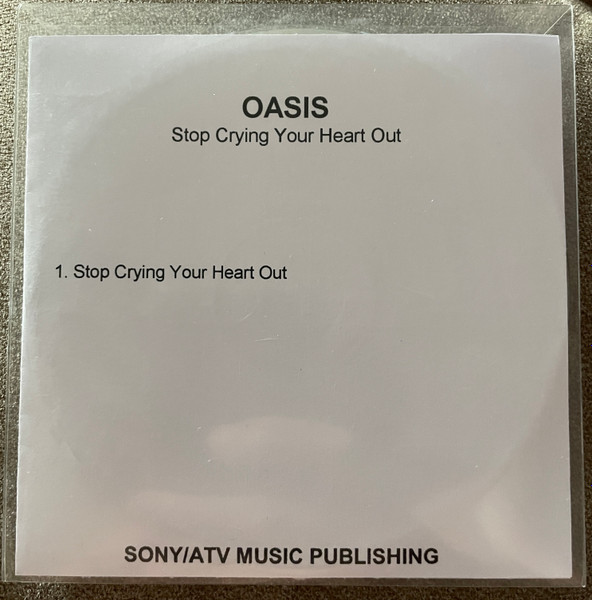 OASIS
Stop Crying Your Heart Out
1. Stop Crying Your Heart Out
SONY/ATV MUSIC PUBLISHING